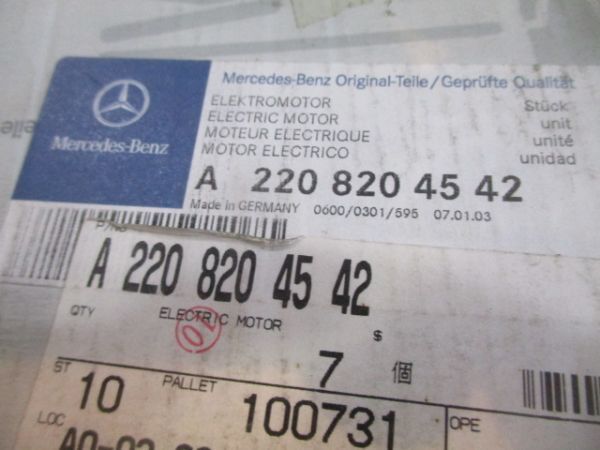 Mercedes-Benz Original-Teile/Geprüfte Qualität
ELEKTROMOTOR Stück
ELECTRIC MOTOR unit
MOTEUR ELECTRIQUE unité
MOTOR ELECTRICO unidad
Mercedes-Benz
A 220 820 45 42
Made in GERMANY 0600/0301/595 07.01.03
P/NO
A 220 820 45 42
QTY ELECTRIC MOTOR $
7 個
ST 10 PALLET 100731 OPE
LOC